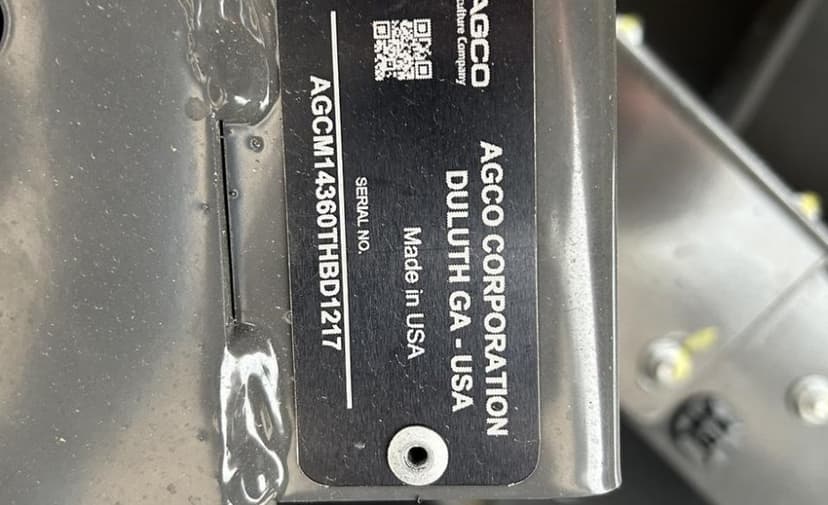 AGCO
culture Company
AGCO CORPORATION
DULUTH GA - USA
Made in USA
SERIAL NO.
AGCM14360THBD1217